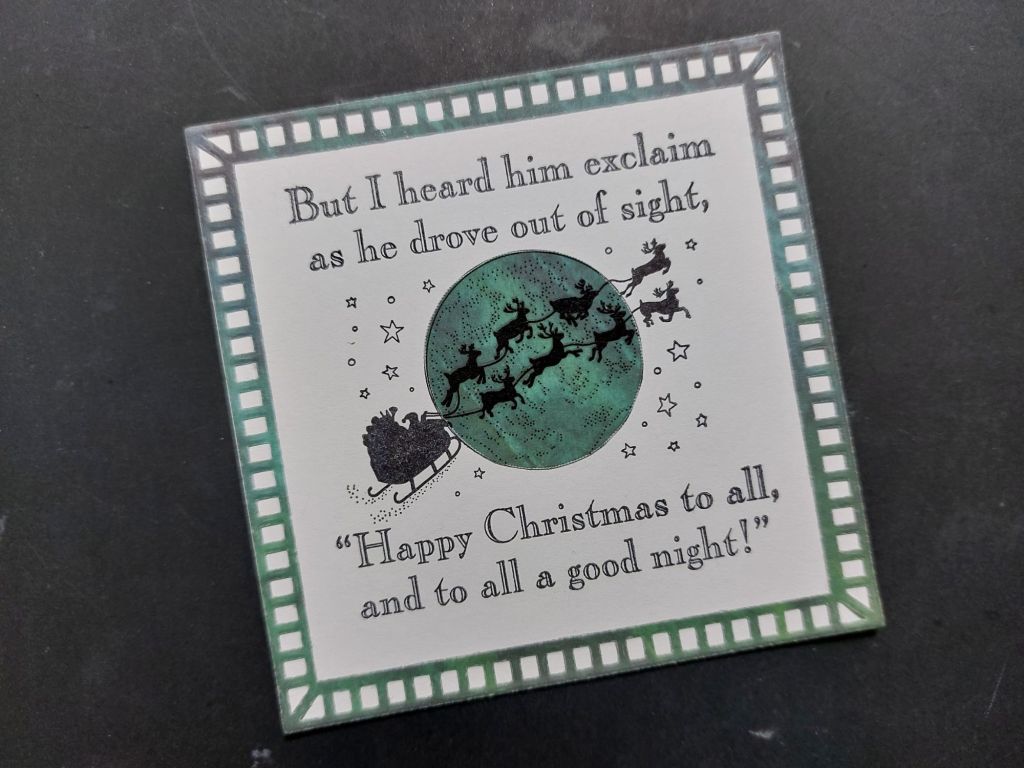 But I heard him exclaim
as he drove out of sight,
“Happy Christmas to all,
and to all a good night!”